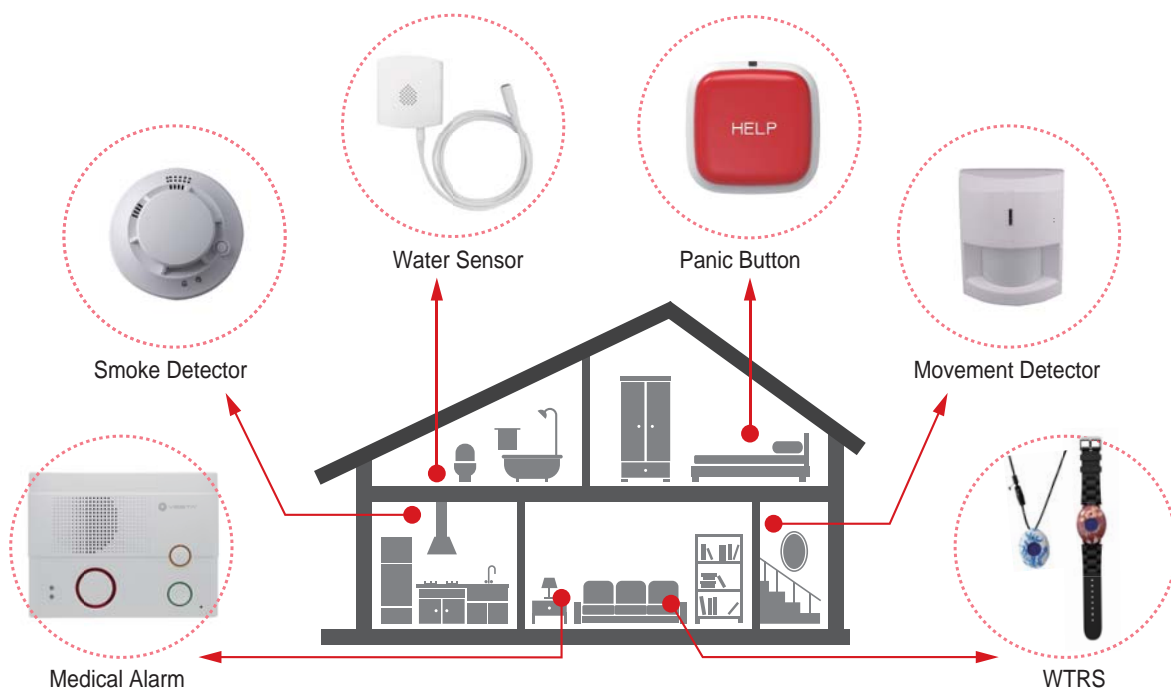 HELP
Water Sensor
Panic Button
Smoke Detector
Movement Detector
Medical Alarm
WTRS